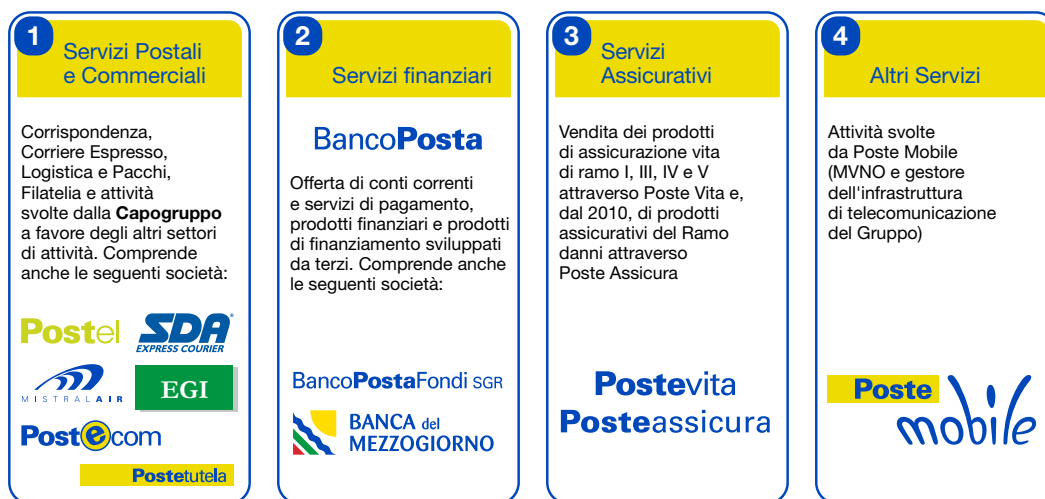 1
Servizi Postali
e Commerciali
Corrispondenza,
Corriere Espresso,
Logistica e Pacchi,
Filatelia e attività
svolte dalla Capogruppo
a favore degli altri settori
di attività. Comprende
anche le seguenti società:
Postel
SDA
EXPRESS COURIER
MISTRALAIR
EGI
Postecom
Postetutela
2
Servizi finanziari
BancoPosta
Offerta di conti correnti
e servizi di pagamento,
prodotti finanziari e prodotti
di finanziamento sviluppati
da terzi. Comprende anche
le seguenti società:
BancoPostaFondi SGR
BANCA del
MEZZOGIORNO
3
Servizi
Assicurativi
Vendita dei prodotti
di assicurazione vita
di ramo I, III, IV e V
attraverso Poste Vita e,
dal 2010, di prodotti
assicurativi del Ramo
danni attraverso
Poste Assicura
Postevita
Posteassicura
4
Altri Servizi
Attività svolte
da Poste Mobile
(MVNO e gestore
dell'infrastruttura
di telecomunicazione
del Gruppo)
Poste
mobile